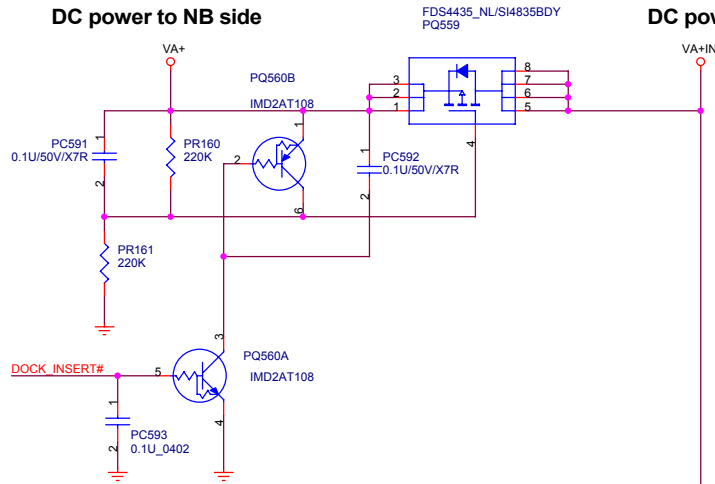 DC power to NB side
FDS4435_NL/SI4835BDY
PQ559
DC pow
VA+
VA+IN
PQ560B
IMD2AT108
3
2
1
8
7
6
5
4
1
PC591
0.1U/50V/X7R
2
PR160
220K
2
1
6
1
PC592
0.1U/50V/X7R
2
PR161
220K
3
PQ560A
IMD2AT108
DOCK_INSERT#
5
4
1
PC593
0.1U_0402
2